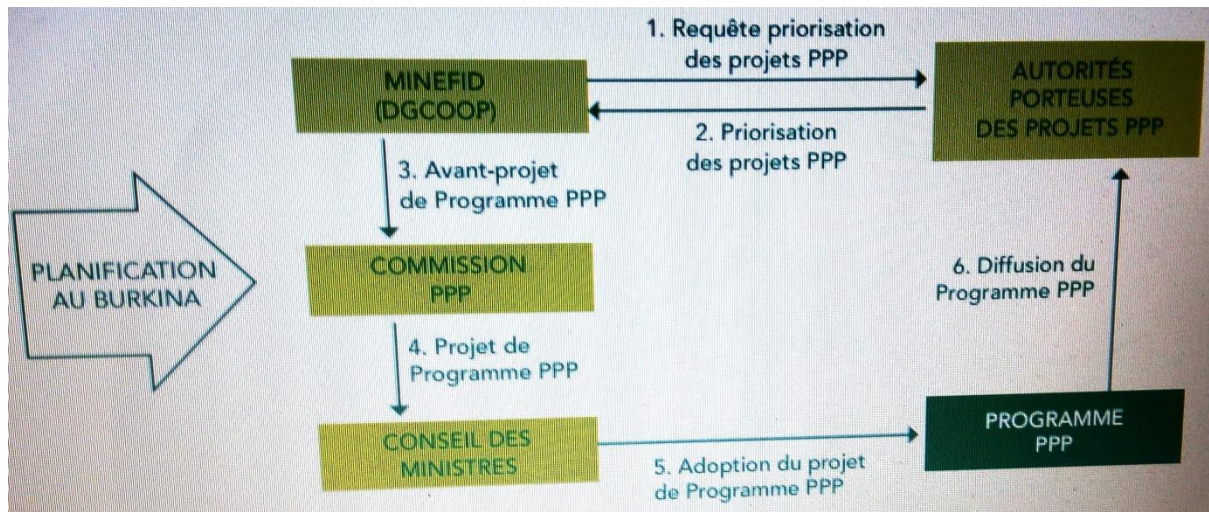 1. Requête priorisation
des projets PPP
MINEFID
(DGCOOP)
AUTORITÉS
PORTEUSES
DES PROJETS PPP
2. Priorisation
des projets PPP
3. Avant-projet
de Programme PPP
PLANIFICATION
AU BURKINA
COMMISSION
PPP
6. Diffusion du
Programme PPP
4. Projet de
Programme PPP
CONSEIL DES
MINISTRES
5. Adoption du projet
de Programme PPP
PROGRAMME
PPP